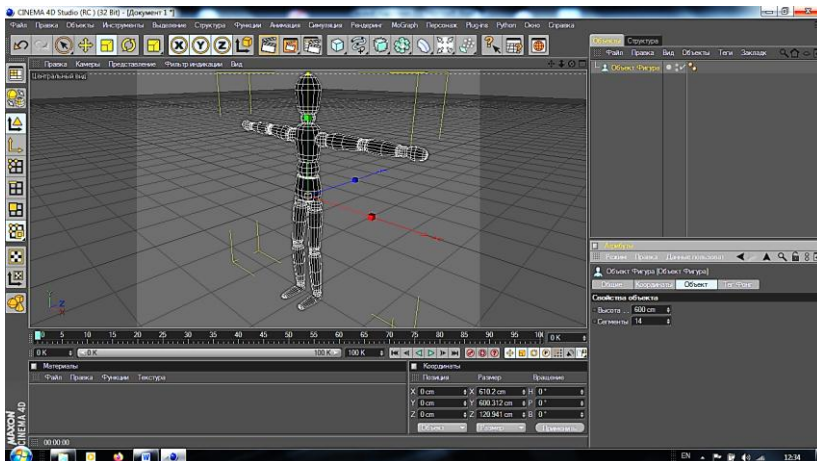 CINEMA 4D Studio (RC) (32 Bit) - [Документ 1 *]
Файл Правка Объекты Инструменты Выделение Структура Функции Анимация Симуляция Рендеринг MoGraph Персонаж Plug-ins Python Окно Справка
Объекты Структура
Файл Правка Вид Объекты Теги Закладк
Объект Фигура
Правка Камеры Представление Фильтр индикации Вид
Центральный вид
Атрибуты
Режим Правка Данные пользоват
Объект Фигура [Объект Фигура]
Общие Координаты Объект Тег Фонг
Свойства объекта
Высота . . 600 cm
Сегменты 14
0 5 10 15 20 25 30 35 40 45 50 55 60 65 70 75 80 85 90 95 0 K
0 K 0 K 100 K 100 K
Материалы
Файл Правка Функции Текстура
Координаты
Позиция Размер Вращение
X 0 cm X 610.2 cm H 0 °
Y 0 cm Y 600.312 cm P 0 °
Z 0 cm Z 120.941 cm B 0 °
Объект Размер Применить
MAXON CINEMA 4D
00:00:00
EN 12:34